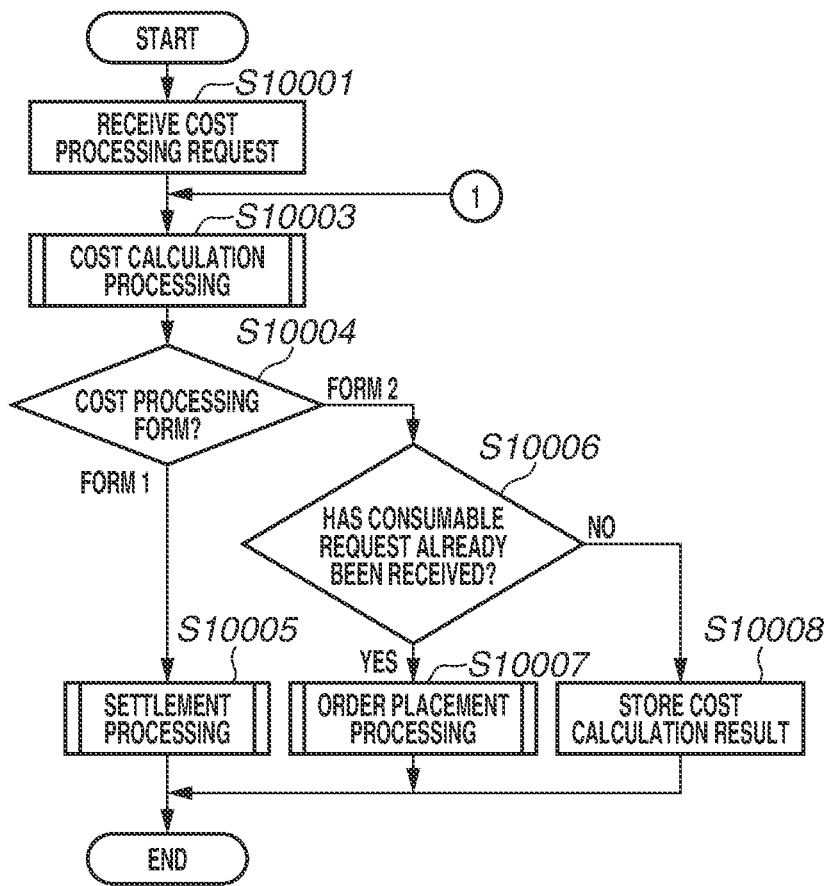 START
S10001
RECEIVE COST
PROCESSING REQUEST
1
S10003
COST CALCULATION
PROCESSING
S10004
COST PROCESSING
FORM?
FORM 2
FORM 1
S10006
HAS CONSUMABLE
REQUEST ALREADY
BEEN RECEIVED?
NO
YES
S10005
SETTLEMENT
PROCESSING
S10007
ORDER PLACEMENT
PROCESSING
S10008
STORE COST
CALCULATION RESULT
END